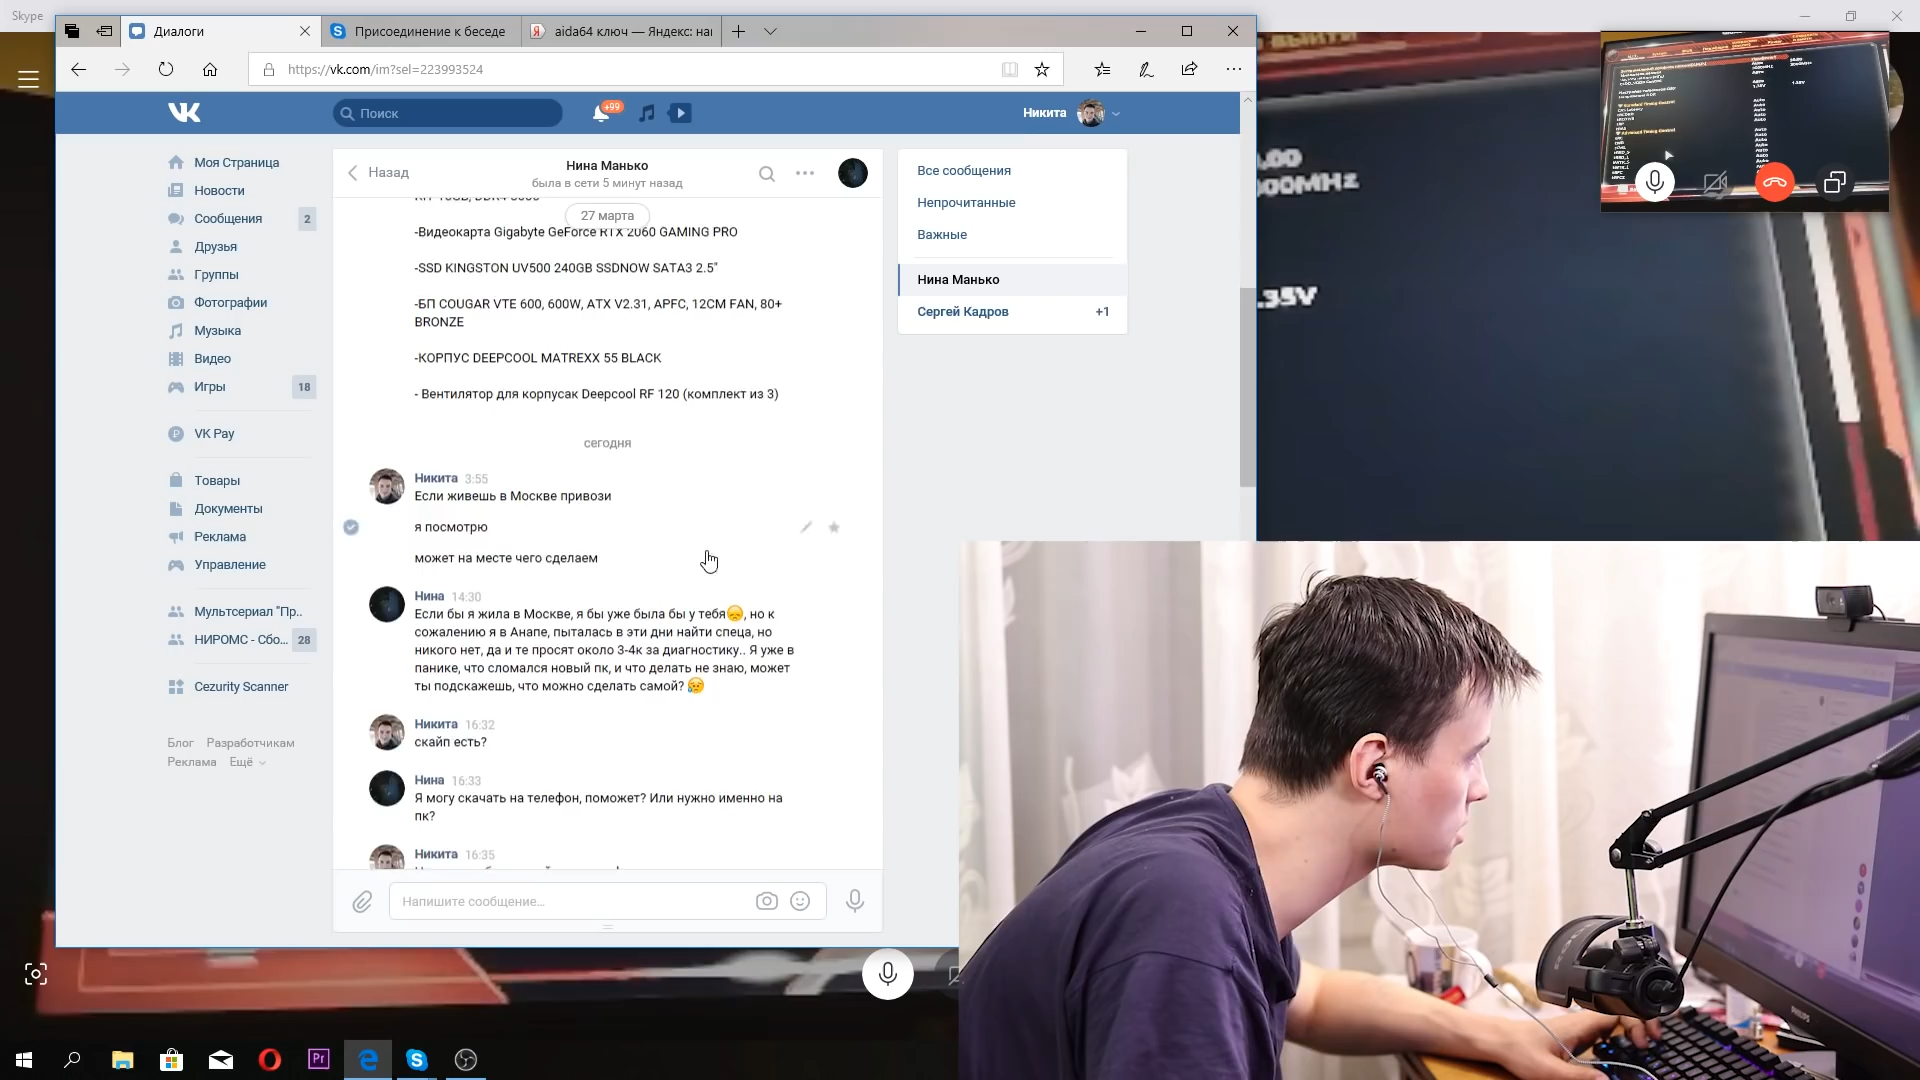 Skype
Диалоги
Присоединение к беседе
aida64 ключ — Яндекс: на
https://vk.com/im?sel=223993524
Поиск
+99
Никита
Моя Страница
Новости
Сообщения 2
Друзья
Группы
Фотографии
Музыка
Видео
Игры 18
VK Pay
Товары
Документы
Реклама
Управление
Мультсериал "Пр..
НИРОМС - Сбо... 28
Cezurity Scanner
Блог Разработчикам
Реклама Ещё
Назад
Нина Манько
была в сети 5 минут назад
27 марта
-Видеокарта Gigabyte GeForce RTX 2060 GAMING PRO
-SSD KINGSTON UV500 240GB SSDNOW SATA3 2.5"
-БП COUGAR VTE 600, 600W, ATX V2.31, APFC, 12CM FAN, 80+
BRONZE
-КОРПУС DEEPCOOL MATREXX 55 BLACK
- Вентилятор для корпусак Deepcool RF 120 (комплект из 3)
сегодня
Никита 3:55
Если живешь в Москве привози
я посмотрю
может на месте чего сделаем
Нина 14:30
Если бы я жила в Москве, я бы уже была бы у тебя😞, но к
сожалению я в Анапе, пыталась в эти дни найти спеца, но
никого нет, да и те просят около 3-4к за диагностику.. Я уже в
панике, что сломался новый пк, и что делать не знаю, может
ты подскажешь, что можно сделать самой? 😥
Никита 16:32
скайп есть?
Нина 16:33
Я могу скачать на телефон, поможет? Или нужно именно на
пк?
Никита 16:35
Напишите сообщение...
Все сообщения
Непрочитанные
Важные
Нина Манько
Сергей Кадров +1
.35V
PHILIPS
Pr